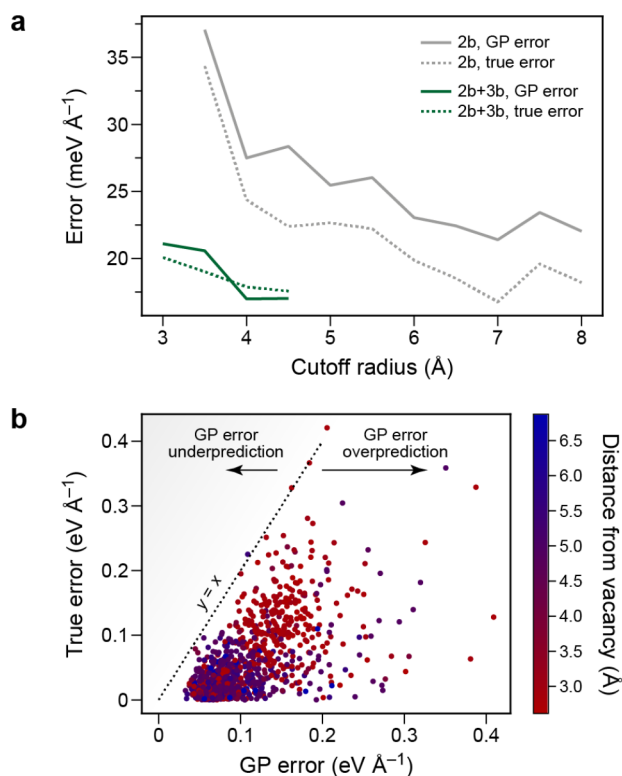 a
Error (meV Å⁻¹)
35
30
25
20
2b, GP error
2b, true error
2b+3b, GP error
2b+3b, true error
3 4 5 6 7 8
Cutoff radius (Å)
b
True error (eV Å⁻¹)
0.4
0.3
0.2
0.1
0
GP error
underprediction
GP error
overprediction
y = x
0 0.1 0.2 0.3 0.4
GP error (eV Å⁻¹)
6.5
6.0
5.5
5.0
4.5
4.0
3.5
3.0
Distance from vacancy (Å)